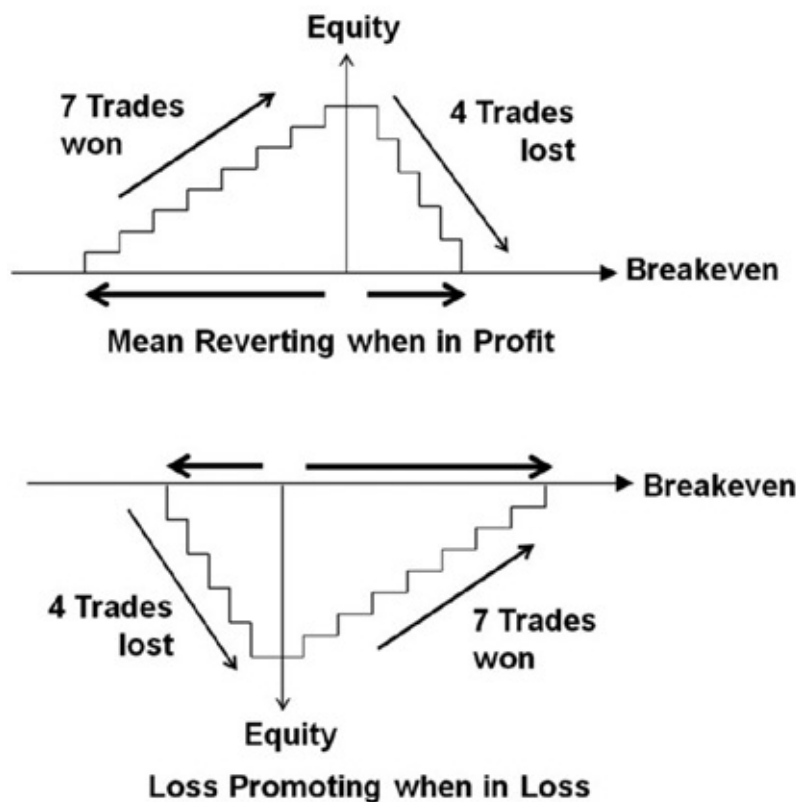 Equity
7 Trades
won
4 Trades
lost
Breakeven
Mean Reverting when in Profit
Breakeven
4 Trades
lost
7 Trades
won
Equity
Loss Promoting when in Loss